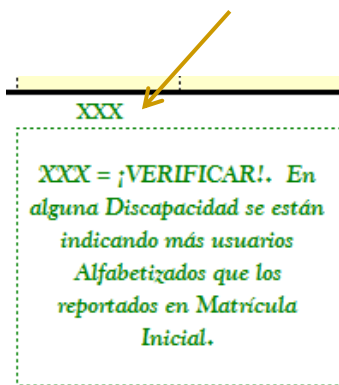 XXX
XXX = ¡VERIFICAR!. En
alguna Discapacidad se están
indicando más usuarios
Alfabetizados que los
reportados en Matrícula
Inicial.